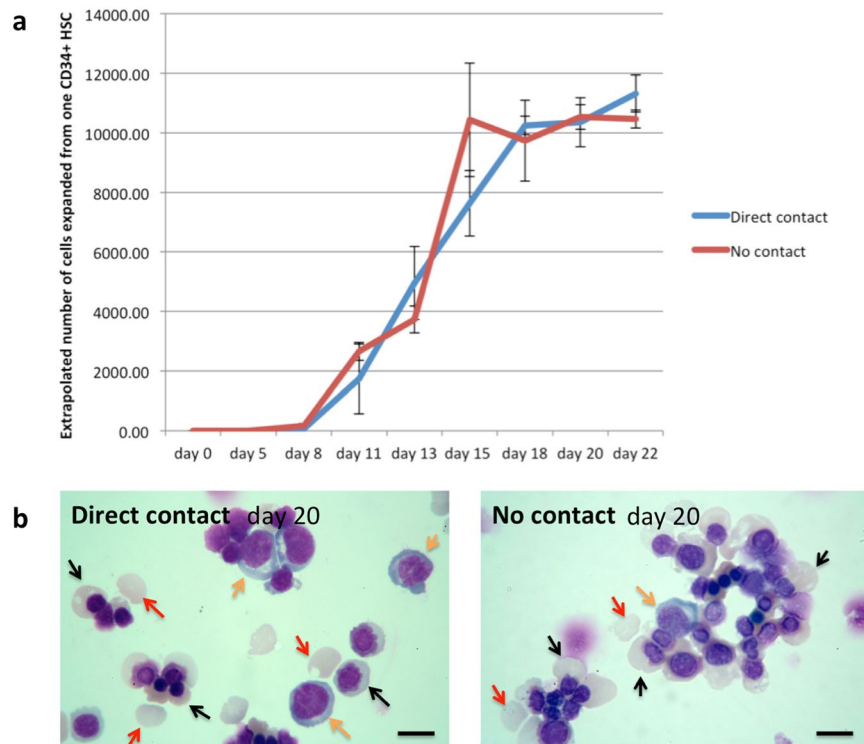 a
Extrapolated number of cells expanded from one CD34+ HSC
14000.00
12000.00
10000.00
8000.00
6000.00
4000.00
2000.00
0.00
day 0 day 5 day 8 day 11 day 13 day 15 day 18 day 20 day 22
Direct contact
No contact
b
Direct contact day 20
No contact day 20